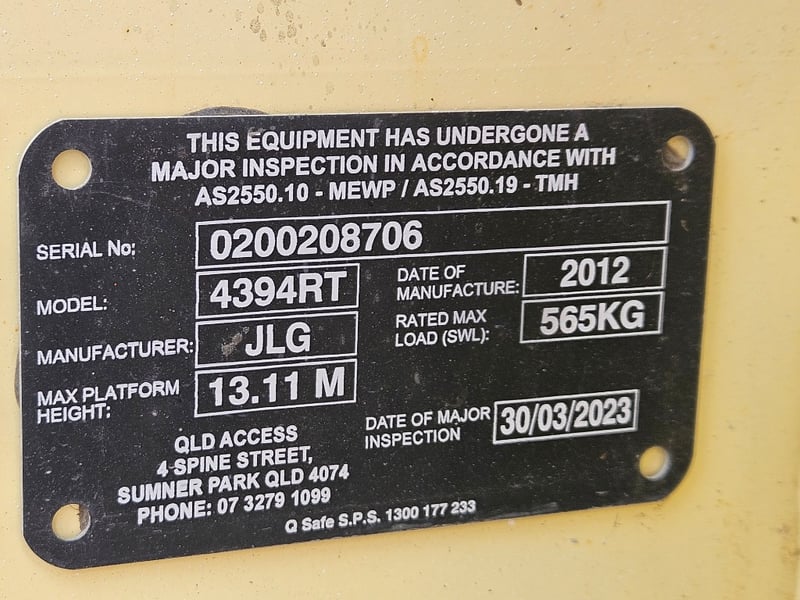 THIS EQUIPMENT HAS UNDERGONE A
MAJOR INSPECTION IN ACCORDANCE WITH
AS2550.10 - MEWP / AS2550.19 - TMH
SERIAL No: 0200208706
MODEL: 4394RT
DATE OF MANUFACTURE: 2012
MANUFACTURER: JLG
RATED MAX LOAD (SWL): 565KG
MAX PLATFORM HEIGHT: 13.11 M
DATE OF MAJOR INSPECTION 30/03/2023
QLD ACCESS
4 SPINE STREET,
SUMNER PARK QLD 4074
PHONE: 07 3279 1099
Q Safe S.P.S. 1300 177 233